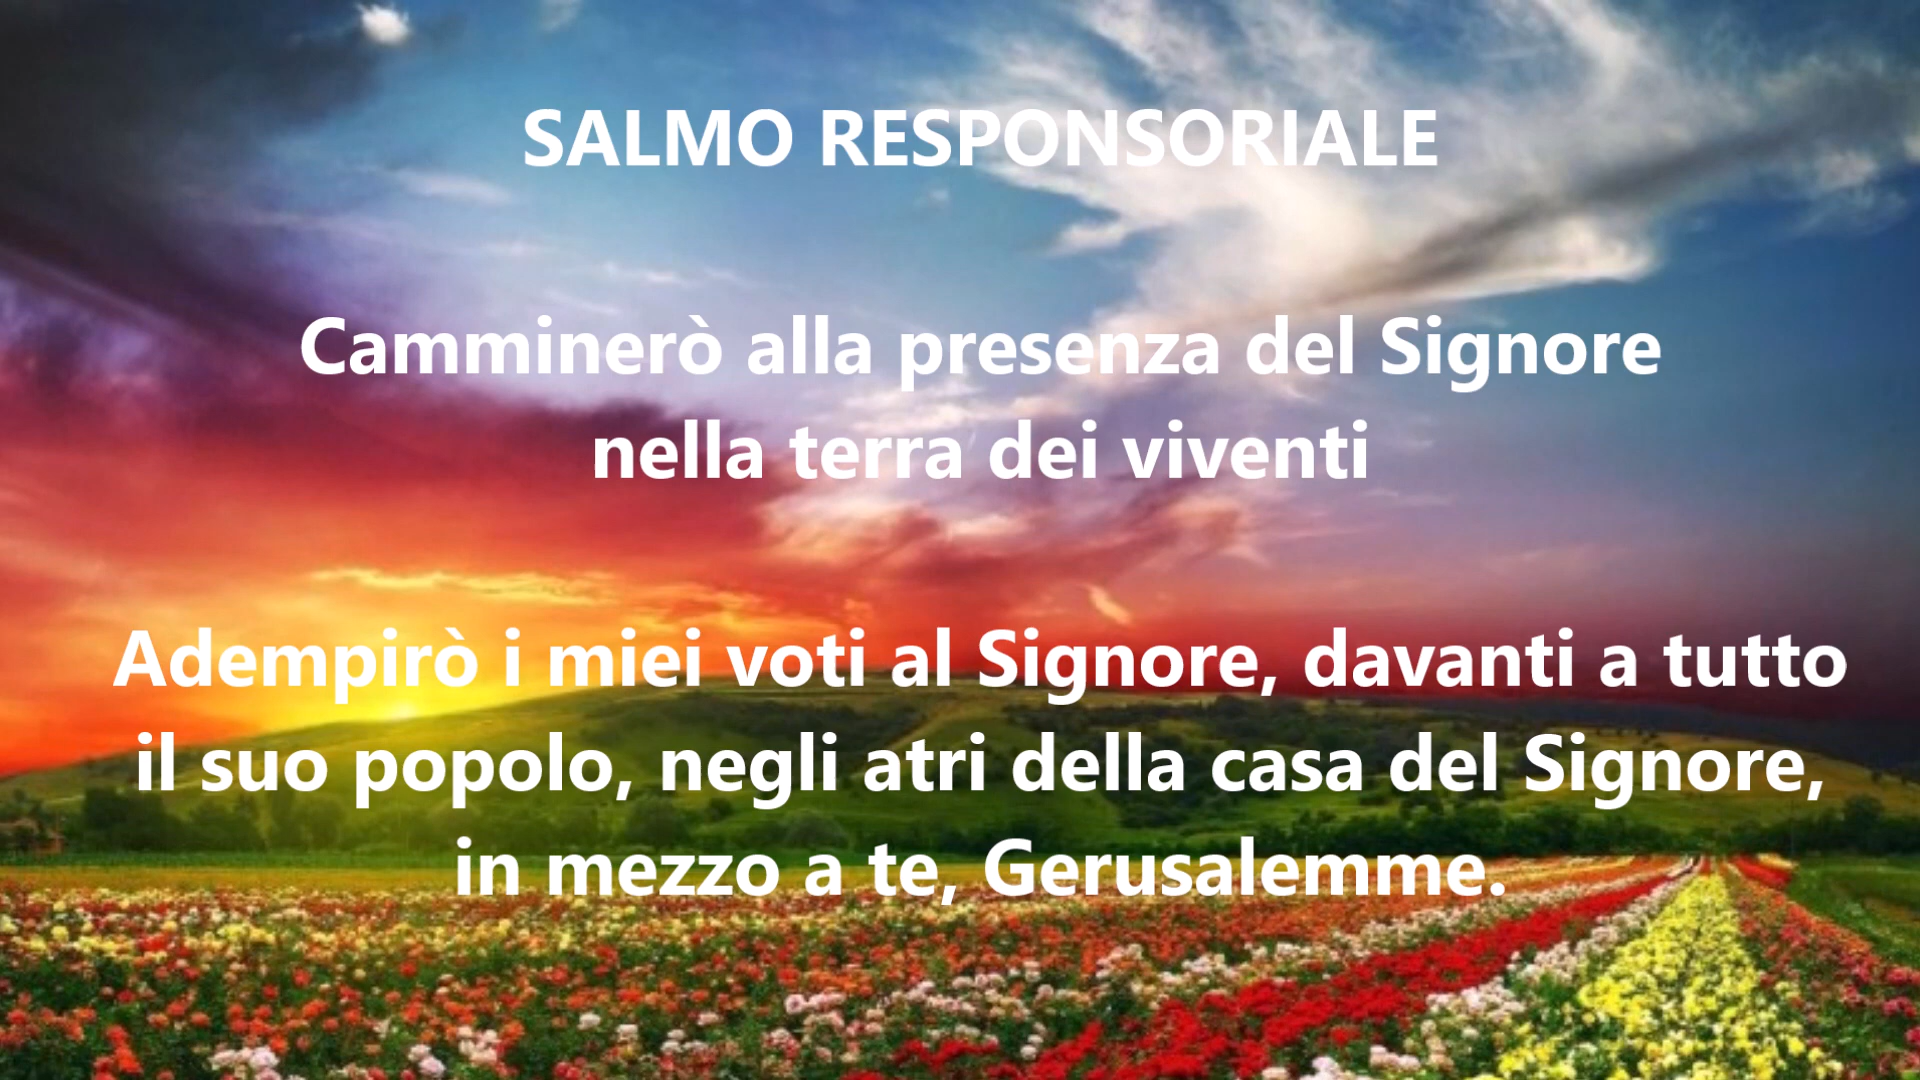 SALMO RESPONSORIALE
Camminerò alla presenza del Signore
nella terra dei viventi
Adempirò i miei voti al Signore, davanti a tutto
il suo popolo, negli atri della casa del Signore,
in mezzo a te, Gerusalemme.